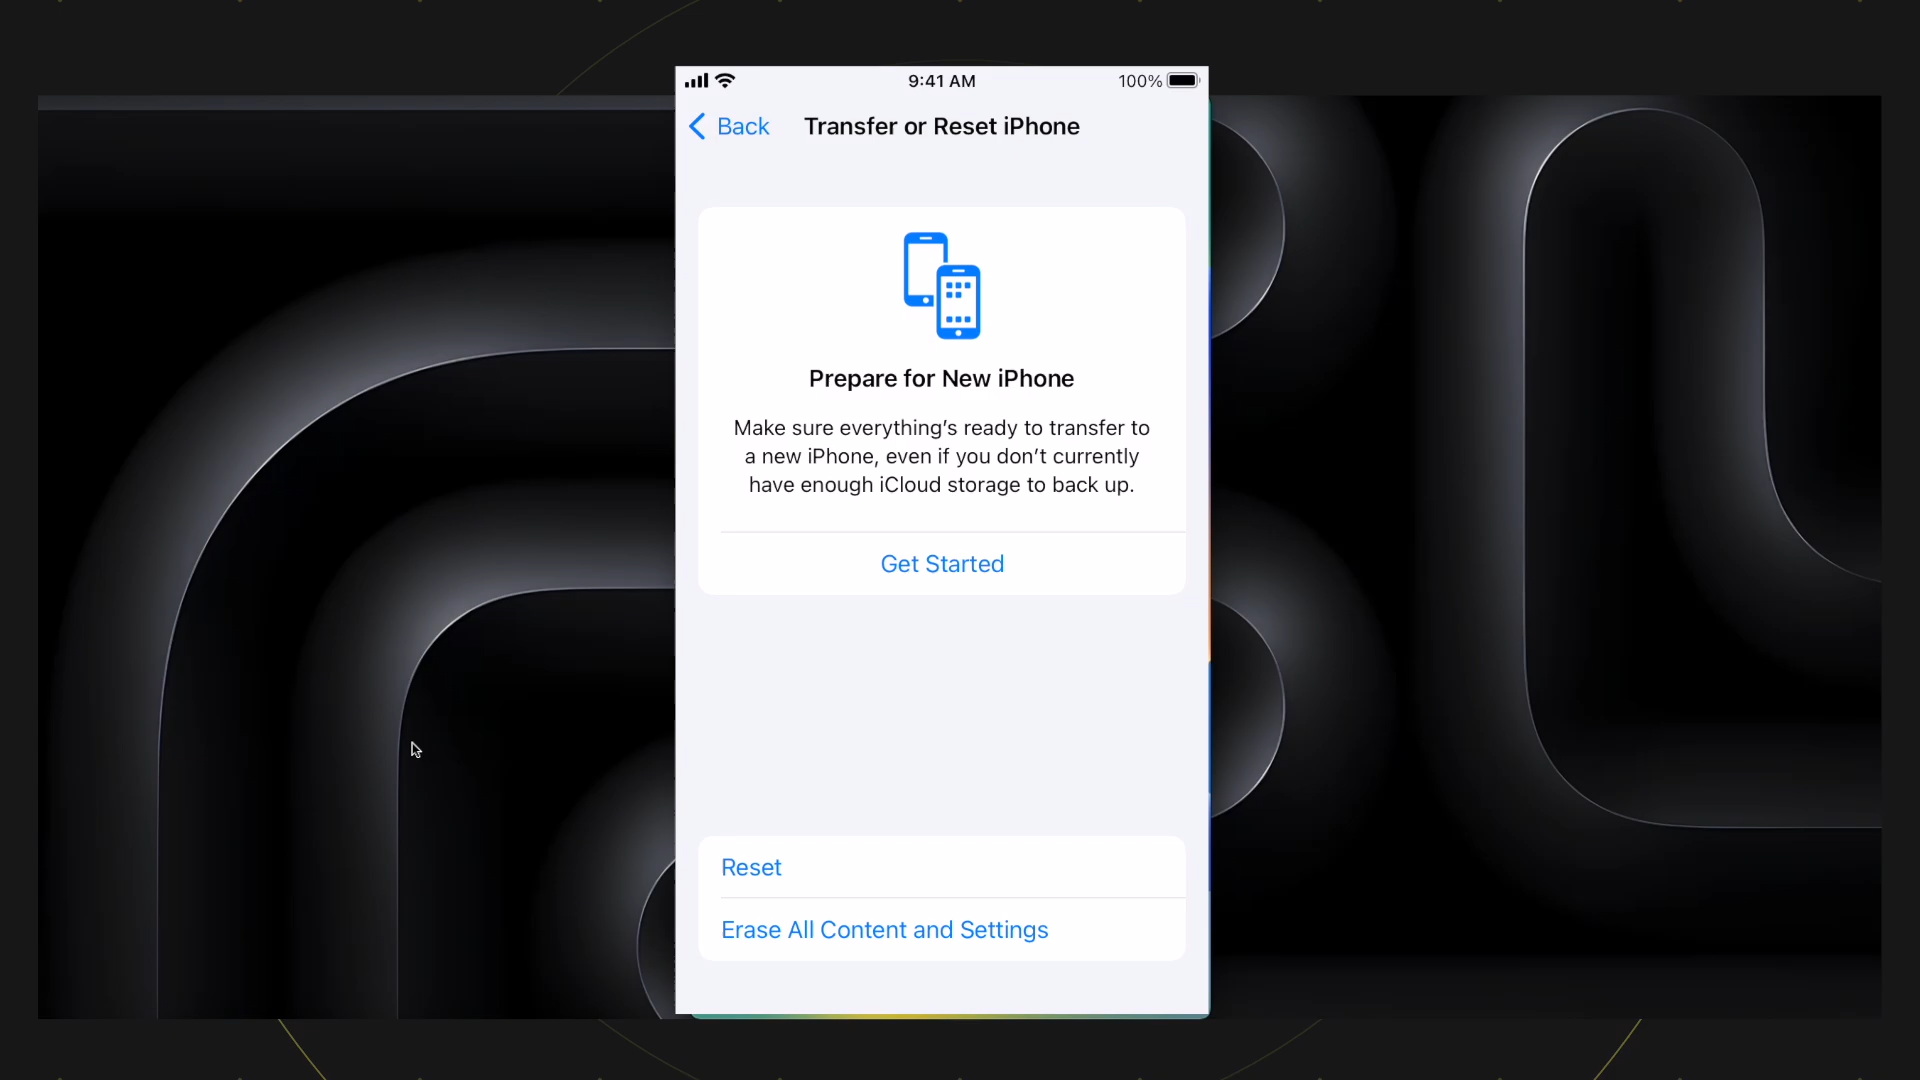 9:41 AM
100%
Back
Transfer or Reset iPhone
Prepare for New iPhone
Make sure everything’s ready to transfer to
a new iPhone, even if you don’t currently
have enough iCloud storage to back up.
Get Started
Reset
Erase All Content and Settings